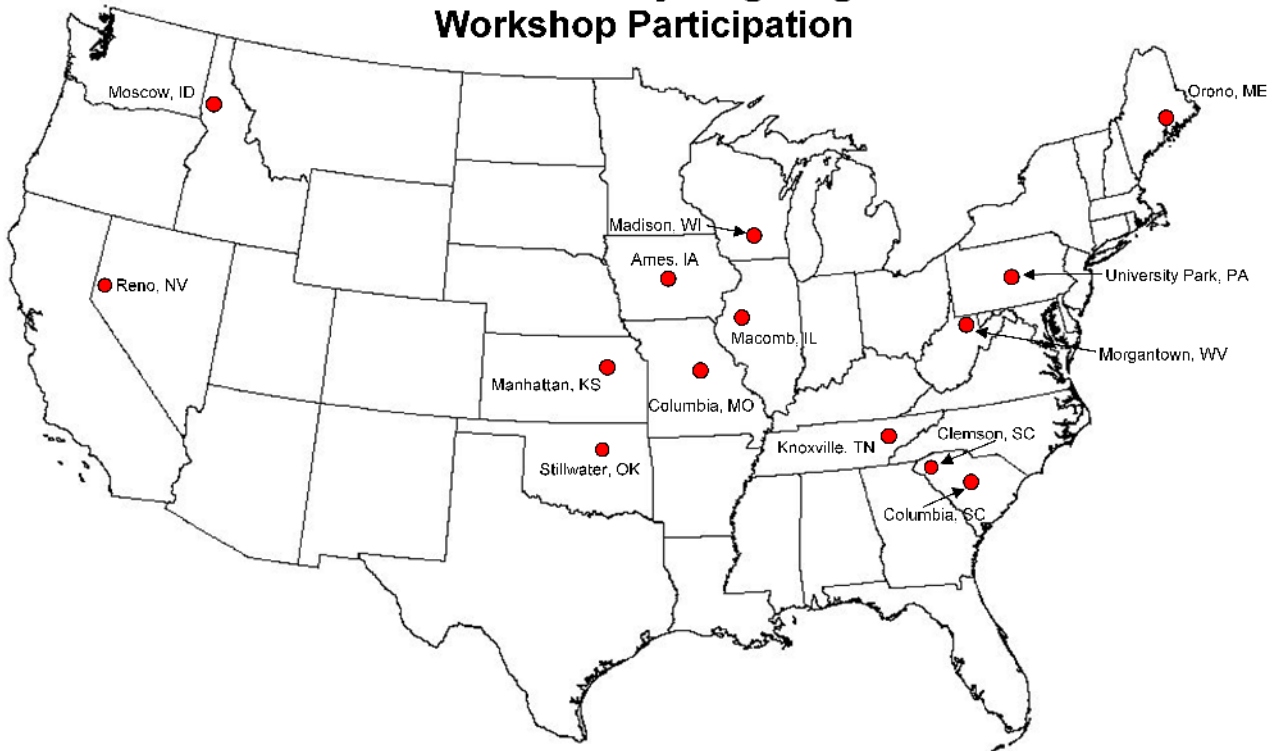 Workshop Participation
Moscow, ID
Orono, ME
Madison, WI
Ames, IA
University Park, PA
Reno, NV
Macomb, IL
Morgantown, WV
Manhattan, KS
Columbia, MO
Clemson, SC
Knoxville, TN
Stillwater, OK
Columbia, SC